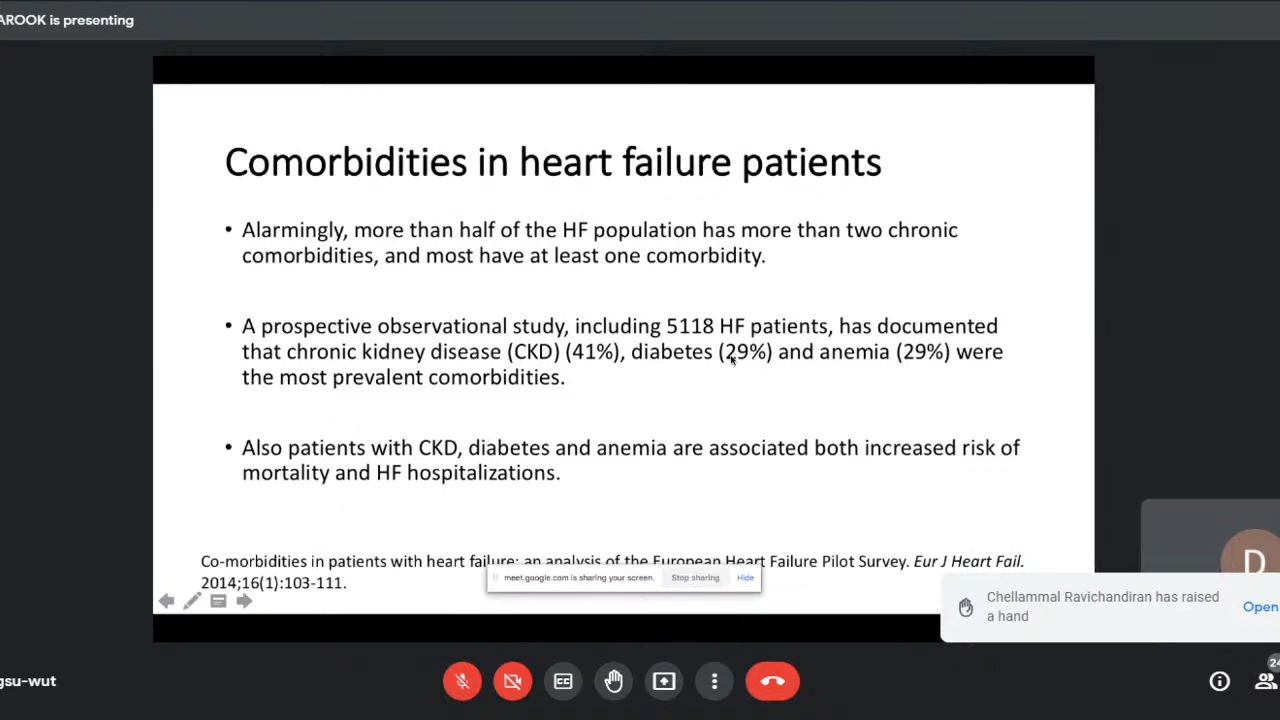 AROOK is presenting
Comorbidities in heart failure patients
• Alarmingly, more than half of the HF population has more than two chronic
comorbidities, and most have at least one comorbidity.
• A prospective observational study, including 5118 HF patients, has documented
that chronic kidney disease (CKD) (41%), diabetes (29%) and anemia (29%) were
the most prevalent comorbidities.
• Also patients with CKD, diabetes and anemia are associated both increased risk of
mortality and HF hospitalizations.
Co-morbidities in patients with heart failure: an analysis of the European Heart Failure Pilot Survey. Eur J Heart Fail.
2014;16(1):103-111.
meet.google.com is sharing your screen. Stop sharing Hide
D
Chellammal Ravichandiran has raised
a hand
Open
gsu-wut
CC
24